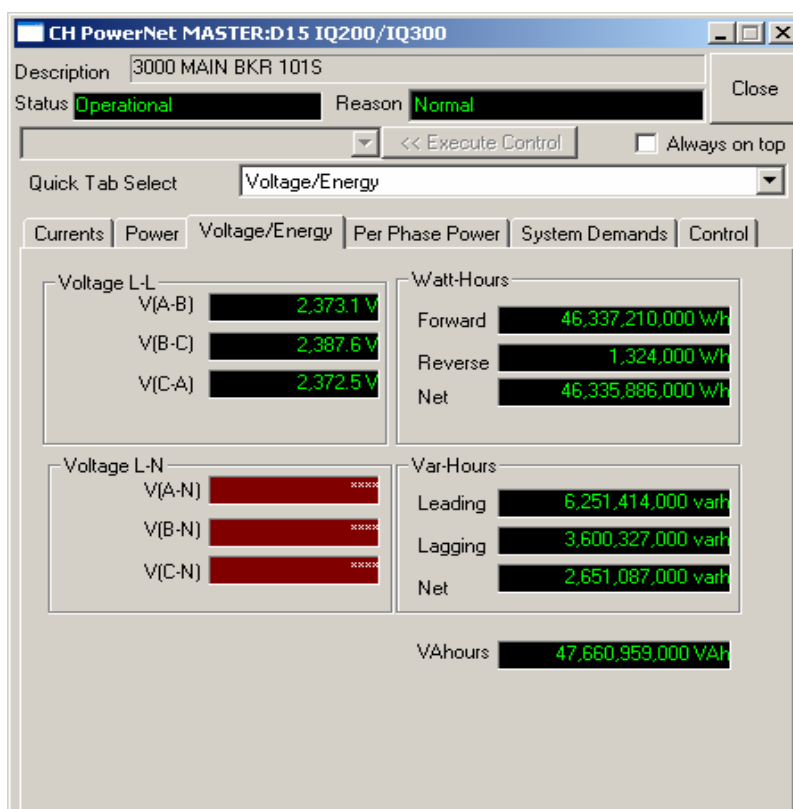 CH PowerNet MASTER:D15 IQ200/IQ300
Description 3000 MAIN BKR 101S
Close
Status Operational Reason Normal
<< Execute Control Always on top
Quick Tab Select Voltage/Energy
Currents Power Voltage/Energy Per Phase Power System Demands Control
Voltage L-L
V(A-B) 2,373.1 V
V(B-C) 2,387.6 V
V(C-A) 2,372.5 V
Watt-Hours
Forward 46,337,210,000 Wh
Reverse 1,324,000 Wh
Net 46,335,886,000 Wh
Voltage L-N
V(A-N) ****
V(B-N) ****
V(C-N) ****
Var-Hours
Leading 6,251,414,000 varh
Lagging 3,600,327,000 varh
Net 2,651,087,000 varh
VAhours 47,660,959,000 VAh